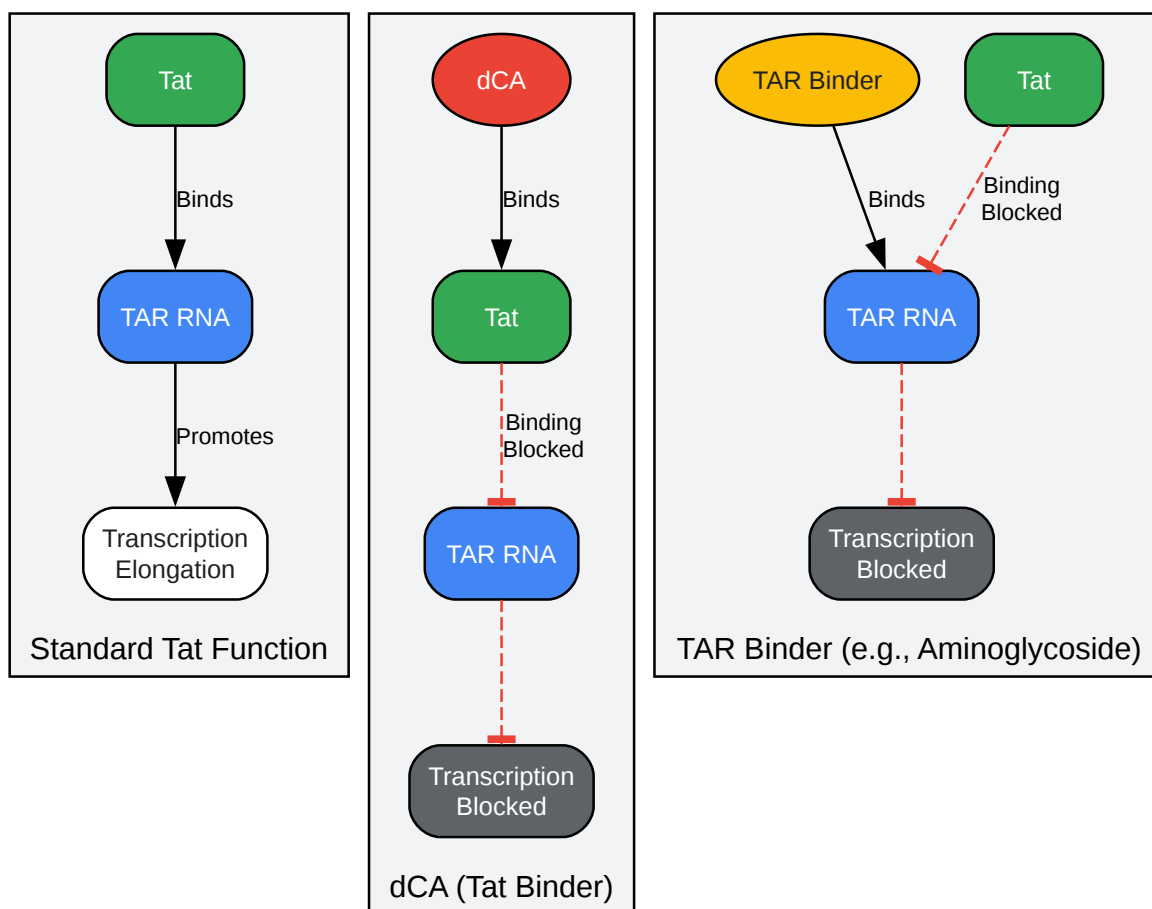 Tat
Binds
TAR RNA
Promotes
Transcription
Elongation
Standard Tat Function
dCA
Binds
Tat
Binding
Blocked
TAR RNA
Transcription
Blocked
dCA (Tat Binder)
TAR Binder
Tat
Binds
Binding
Blocked
TAR RNA
Transcription
Blocked
TAR Binder (e.g., Aminoglycoside)